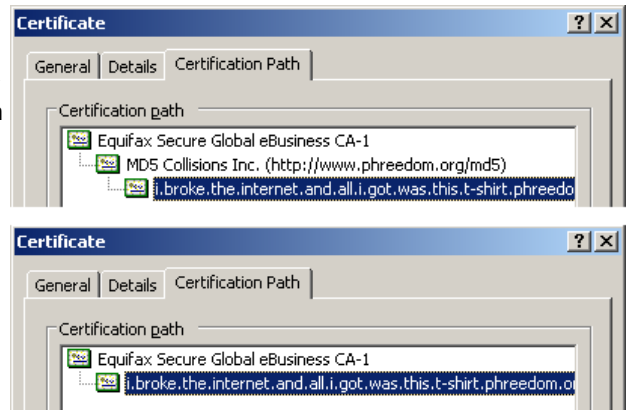 Certificate
General Details Certification Path
Certification path
Equifax Secure Global eBusiness CA-1
MD5 Collisions Inc. (http://www.phreedom.org/md5)
i.broke.the.internet.and.all.i.got.was.this.t-shirt.phreedo
Certificate
General Details Certification Path
Certification path
Equifax Secure Global eBusiness CA-1
i.broke.the.internet.and.all.i.got.was.this.t-shirt.phreedom.o